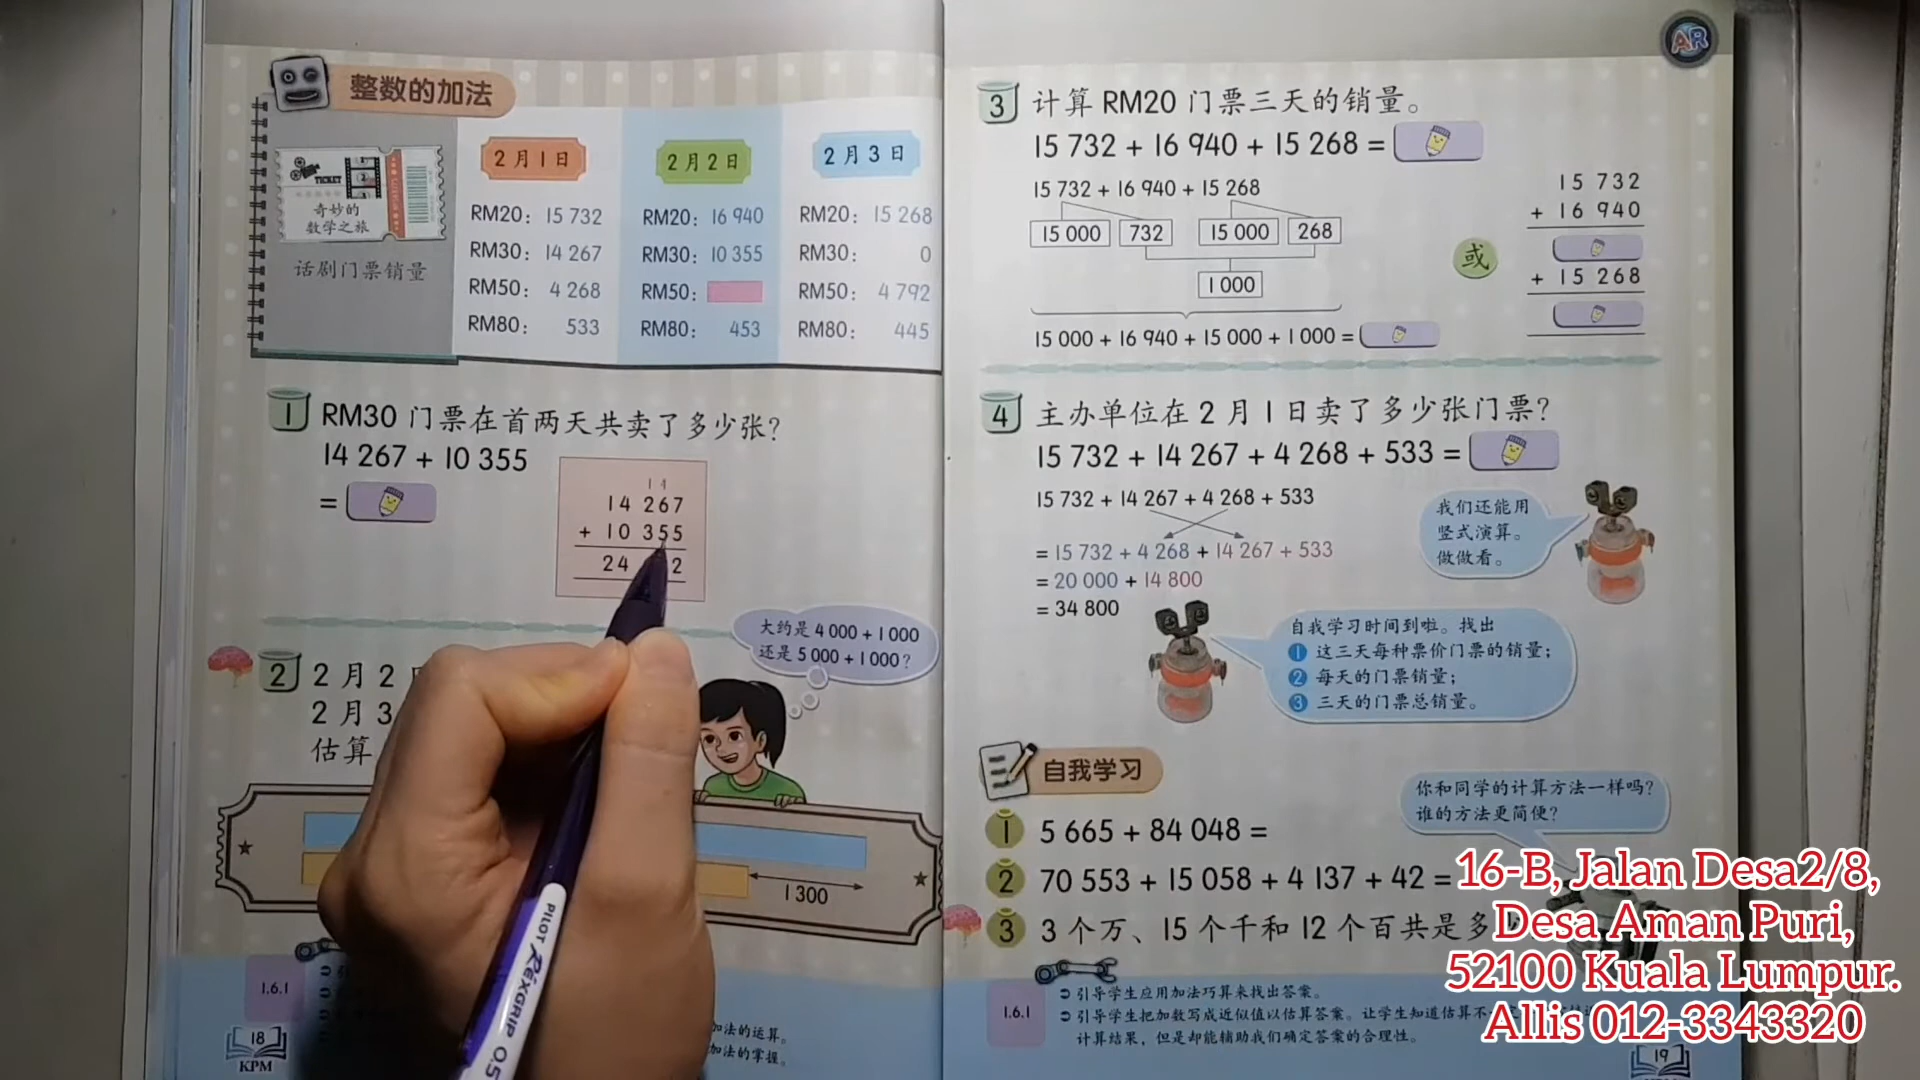 整数的加法
TICKET
奇妙的
数学之旅
话剧门票销量
2月1日
RM20: 15 732
RM30: 14 267
RM50: 4 268
RM80: 533
2月2日
RM20: 16 940
RM30: 10 355
RM50:
RM80: 453
2月3日
RM20: 15 268
RM30: 0
RM50: 4 792
RM80: 445
1 RM30 门票在首两天共卖了多少张？
14 267 + 10 355
=
14 267
+ 10 355
24 2
大约是 4 000 + 1 000
还是 5 000 + 1 000？
2 2月2
2月3
估算
1 300
1.6.1
加法的运算。
加法的掌握。
18
KPM
AR
3 计算 RM20 门票三天的销量。
15 732 + 16 940 + 15 268 =
15 732 + 16 940 + 15 268
15 000 732 15 000 268
1 000
15 000 + 16 940 + 15 000 + 1 000 =
或
15 732
+ 16 940
+ 15 268
4 主办单位在 2 月 1 日卖了多少张门票？
15 732 + 14 267 + 4 268 + 533 =
15 732 + 14 267 + 4 268 + 533
= 15 732 + 4 268 + 14 267 + 533
= 20 000 + 14 800
= 34 800
我们还能用
竖式演算。
做做看。
自我学习时间到啦。找出
1 这三天每种票价门票的销量；
2 每天的门票销量；
3 三天的门票总销量。
自我学习
你和同学的计算方法一样吗？
谁的方法更简便？
1 5 665 + 84 048 =
2 70 553 + 15 058 + 4 137 + 42 =
3 3 个万、15 个千和 12 个百共是多
1.6.1
引导学生应用加法巧算来找出答案。
引导学生把加数写成近似值以估算答案。让学生知道估算不
计算结果，但是却能辅助我们确定答案的合理性。
19
PILOT RéXGRIP 0.5
16-B, Jalan Desa2/8,
Desa Aman Puri,
52100 Kuala Lumpur.
Allis 012-3343320